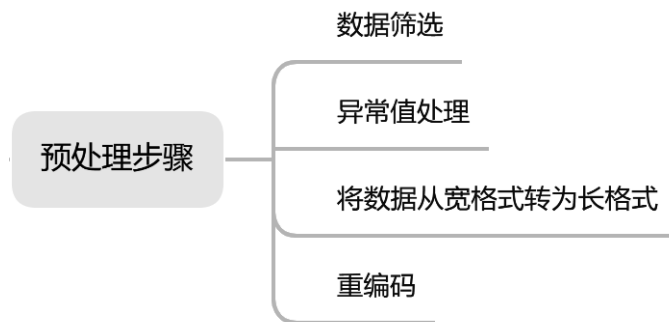 数据筛选
异常值处理
预处理步骤
将数据从宽格式转为长格式
重编码